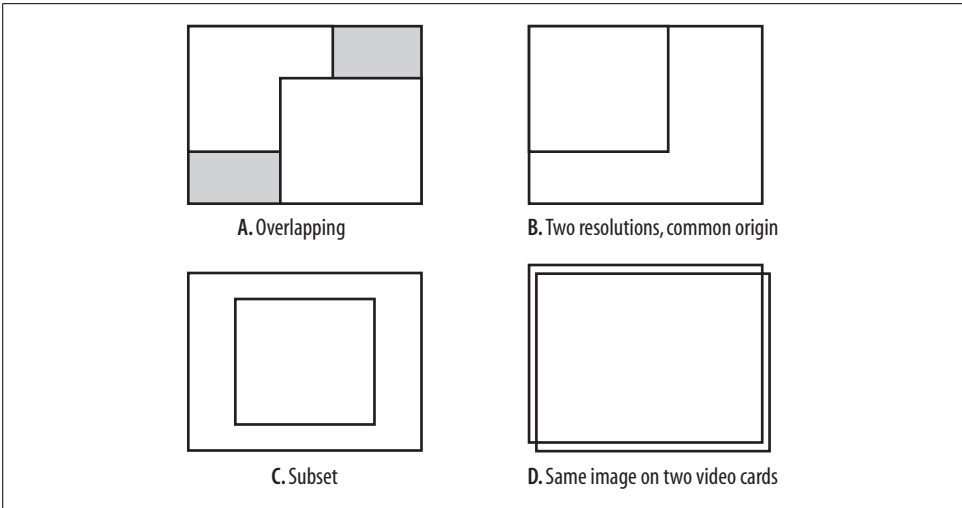 A. Overlapping
B. Two resolutions, common origin
C. Subset
D. Same image on two video cards